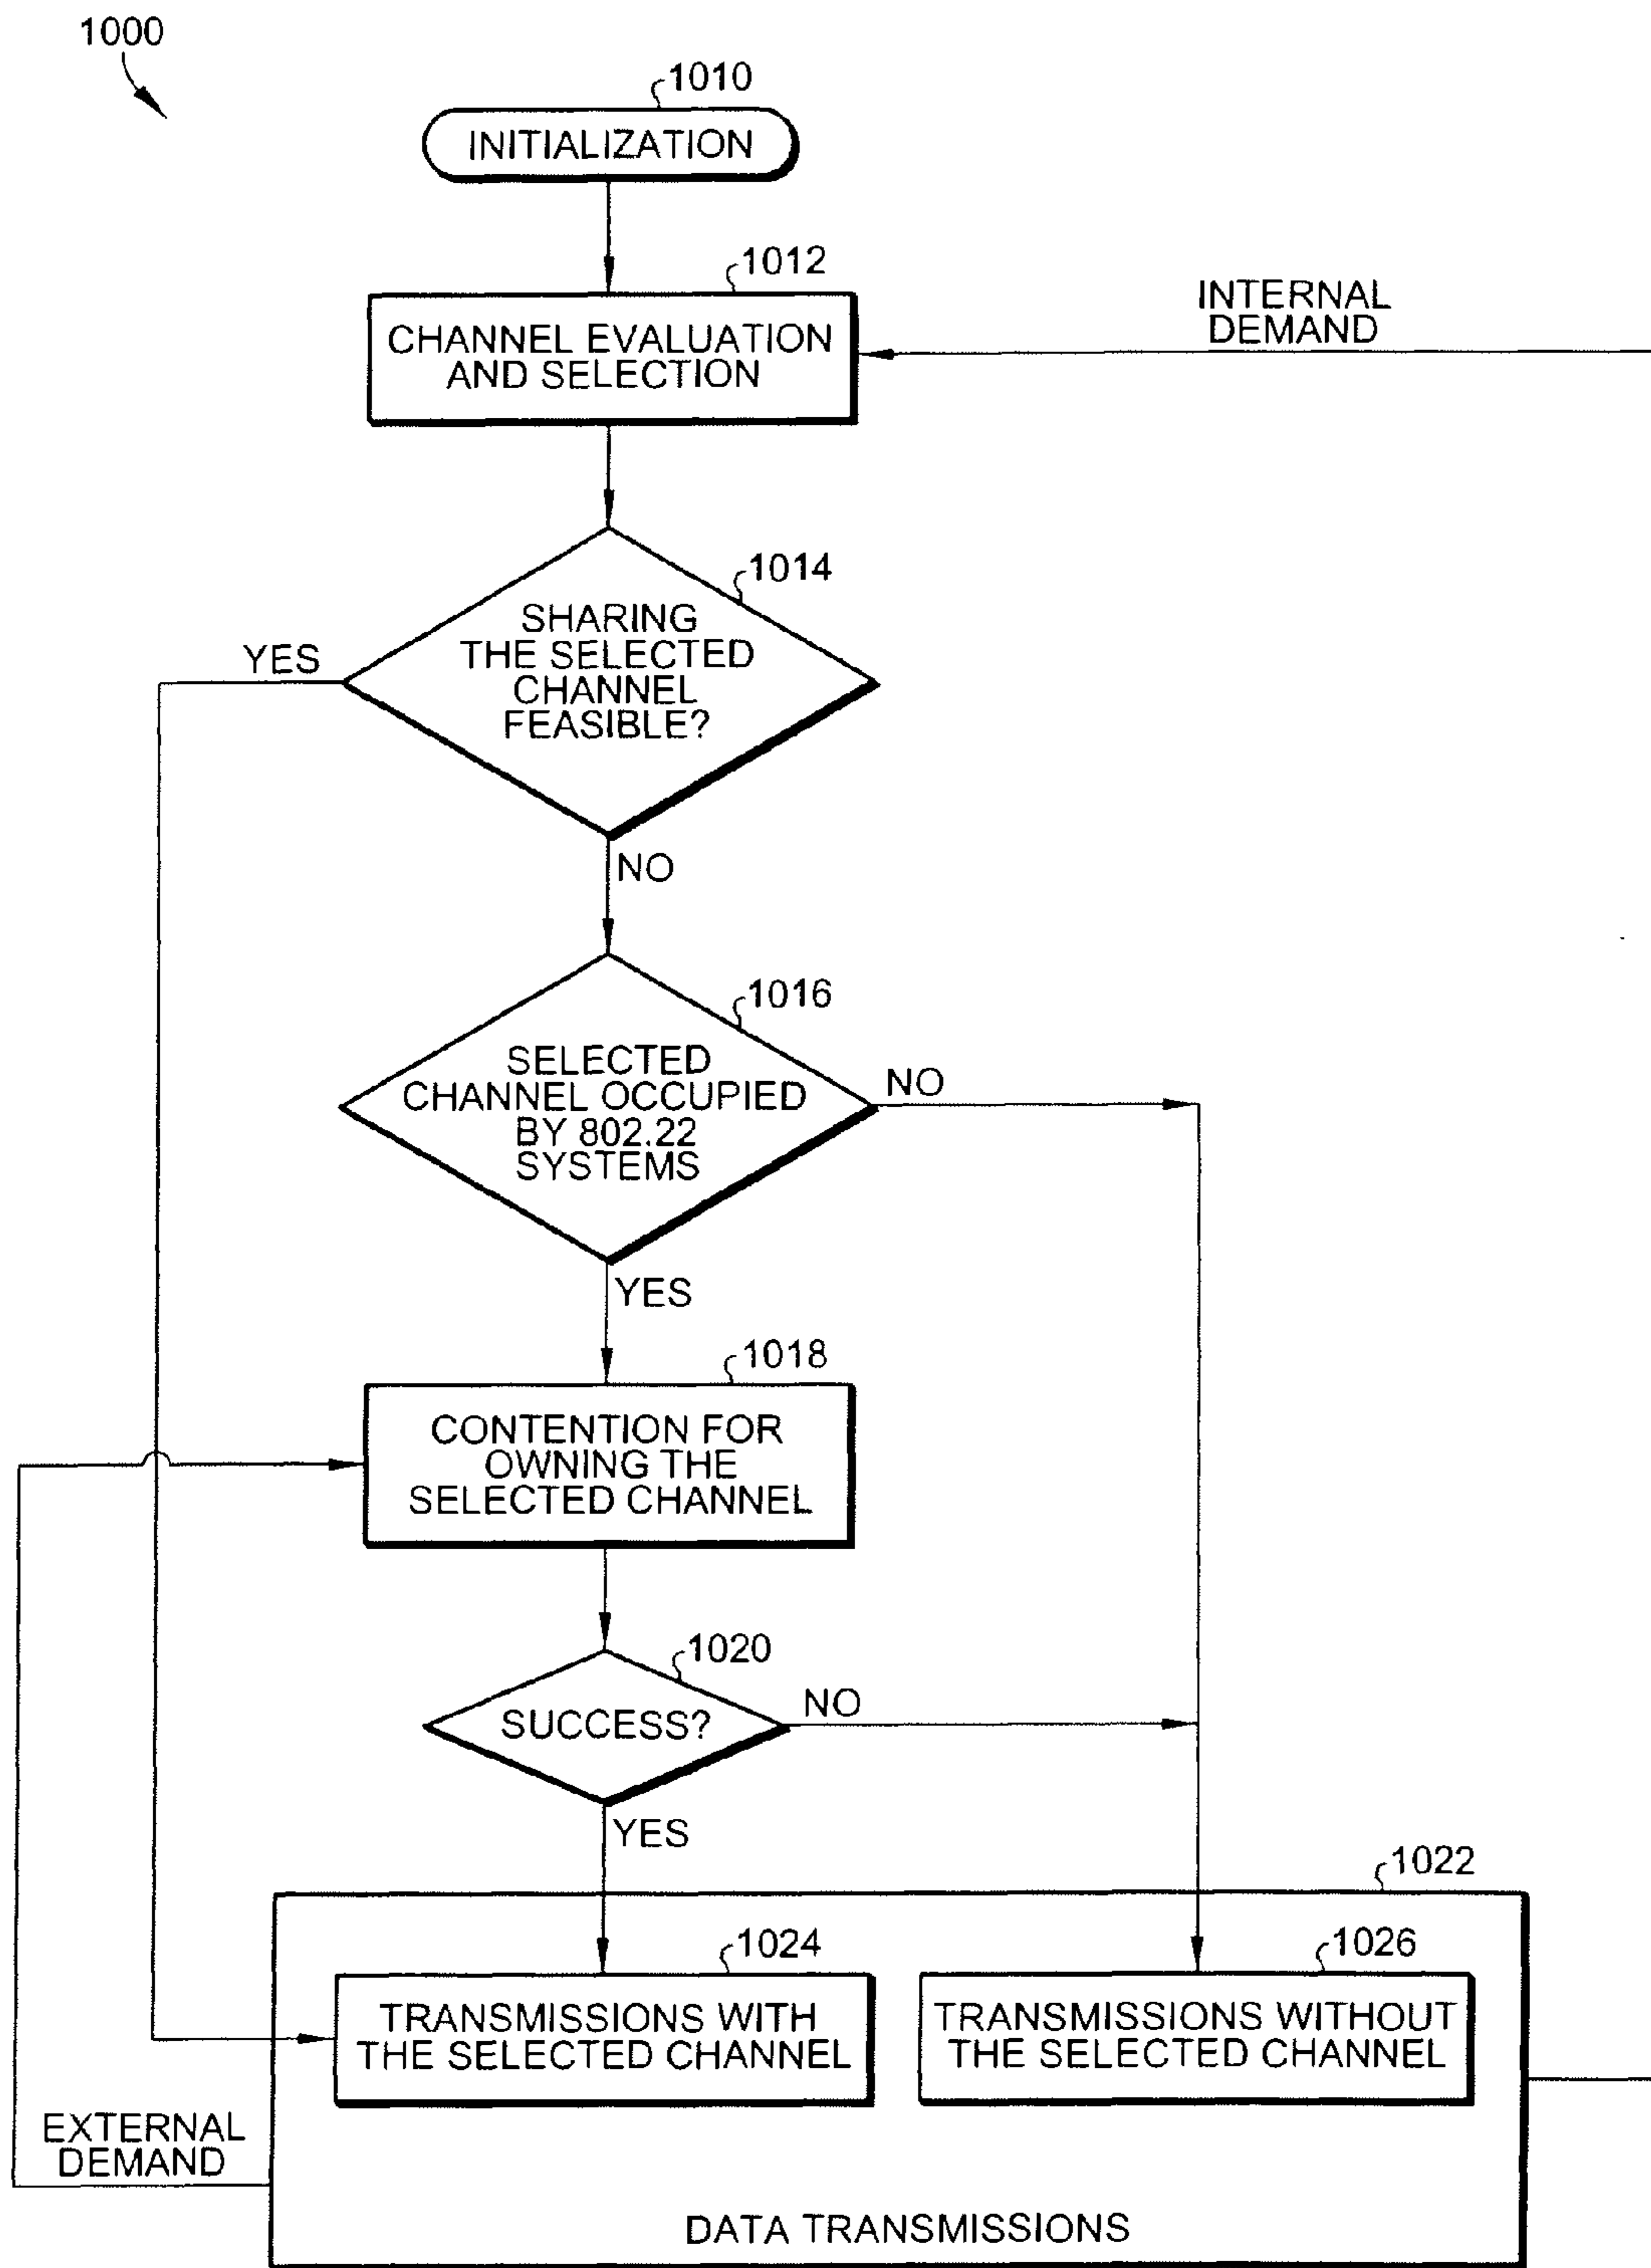 1000
1010
INITIALIZATION
1012
CHANNEL EVALUATION
AND SELECTION
INTERNAL
DEMAND
1014
SHARING
THE SELECTED
CHANNEL
FEASIBLE?
YES
NO
1016
SELECTED
CHANNEL OCCUPIED
BY 802.22
SYSTEMS
NO
YES
1018
CONTENTION FOR
OWNING THE
SELECTED CHANNEL
1020
SUCCESS?
NO
YES
1022
1024
TRANSMISSIONS WITH
THE SELECTED CHANNEL
1026
TRANSMISSIONS WITHOUT
THE SELECTED CHANNEL
EXTERNAL
DEMAND
DATA TRANSMISSIONS